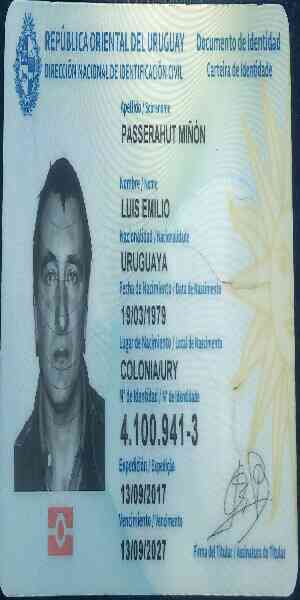 REPÚBLICA ORIENTAL DEL URUGUAY
DIRECCIÓN NACIONAL DE IDENTIFICACIÓN CIVIL
Documento de Identidad
Carteira de Identidade
Apellido / Sobrenome
PASSERAHUT MIÑÓN
Nombre / Nome
LUIS EMILIO
Nacionalidad / Nacionalidade
URUGUAYA
Fecha de Nacimiento / Data de Nascimento
19/03/1979
Lugar de Nacimiento / Local de Nascimento
COLONIA/URY
N° de Identidad / N° de Identidade
4.100.941-3
Expedición / Expedição
13/09/2017
Vencimiento / Vencimento
13/09/2027
Firma del Titular / Assinatura do Titular